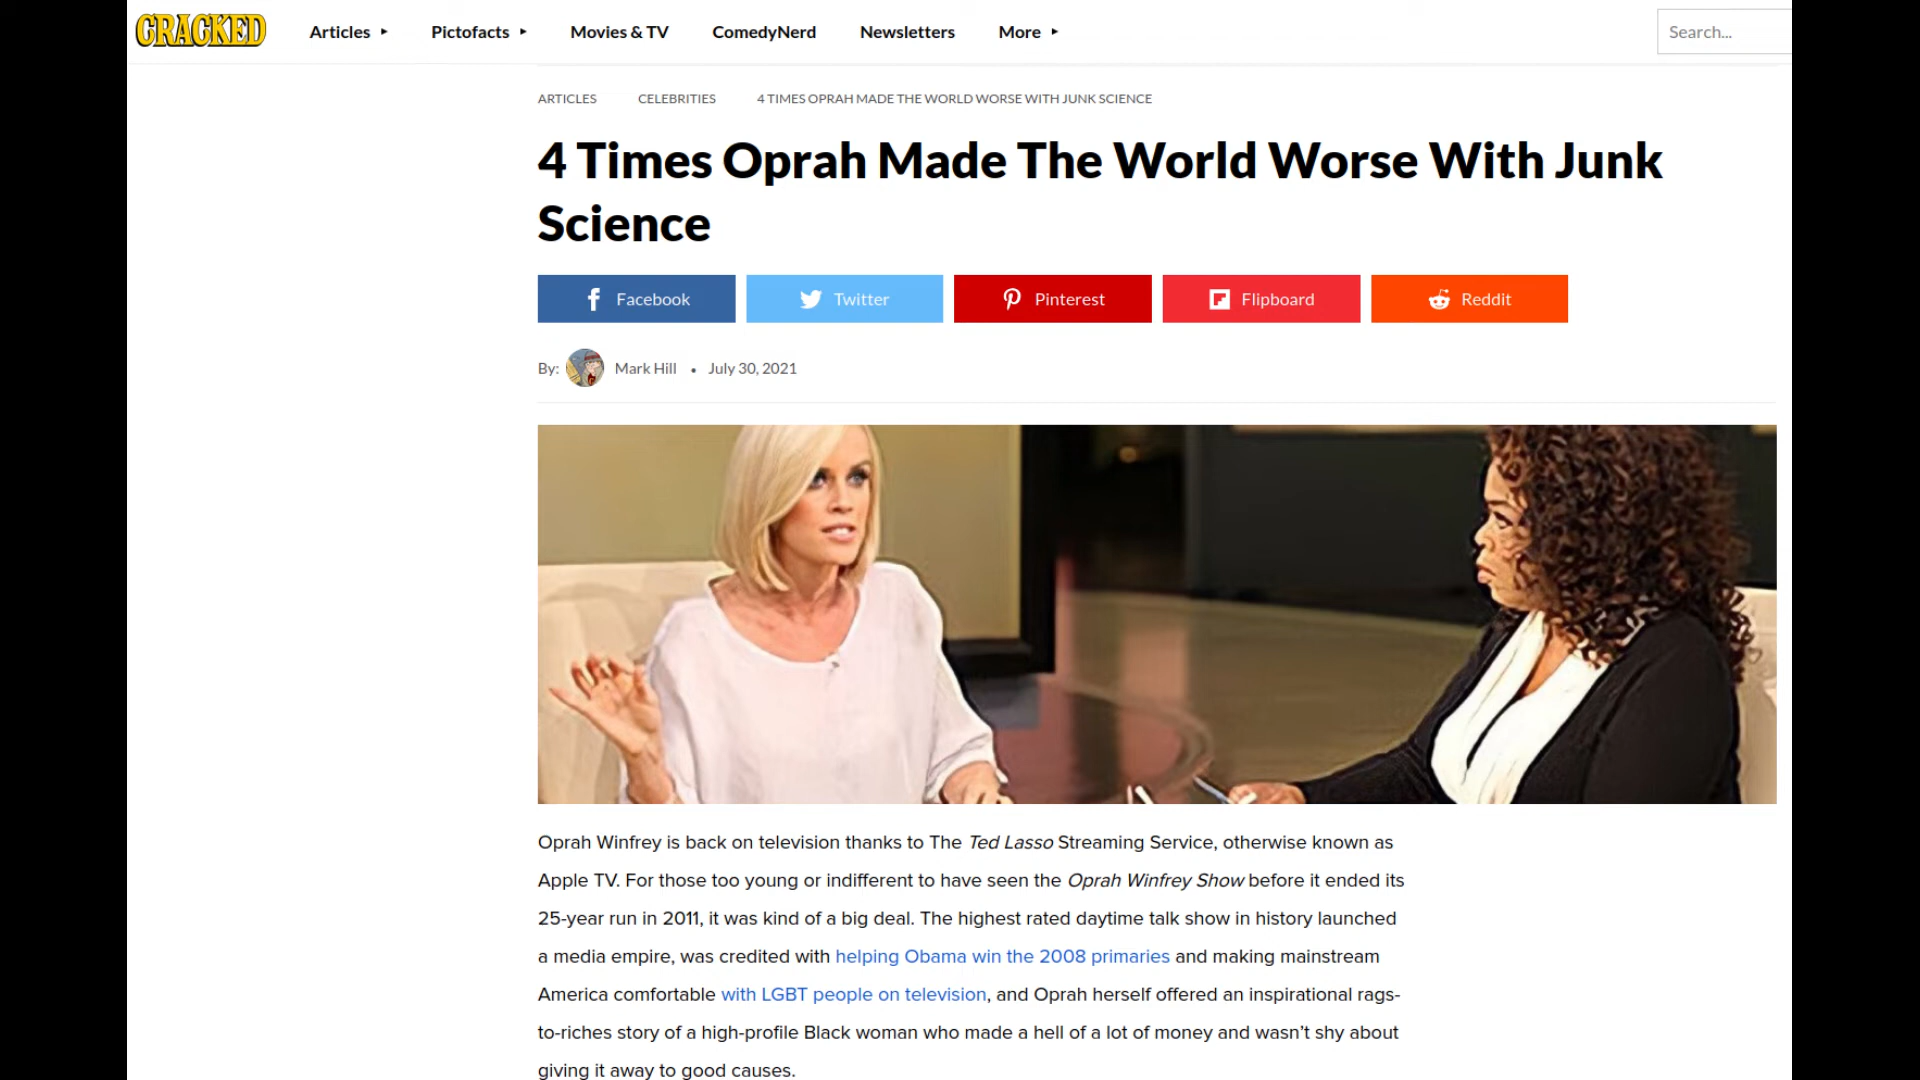 CRACKED
Articles
Pictofacts
Movies & TV
ComedyNerd
Newsletters
More
Search...
ARTICLES
CELEBRITIES
4 TIMES OPRAH MADE THE WORLD WORSE WITH JUNK SCIENCE
4 Times Oprah Made The World Worse With Junk
Science
Facebook
Twitter
Pinterest
Flipboard
Reddit
By: Mark Hill • July 30, 2021
Oprah Winfrey is back on television thanks to The Ted Lasso Streaming Service, otherwise known as
Apple TV. For those too young or indifferent to have seen the Oprah Winfrey Show before it ended its
25-year run in 2011, it was kind of a big deal. The highest rated daytime talk show in history launched
a media empire, was credited with helping Obama win the 2008 primaries and making mainstream
America comfortable with LGBT people on television, and Oprah herself offered an inspirational rags-
to-riches story of a high-profile Black woman who made a hell of a lot of money and wasn't shy about
giving it away to good causes.